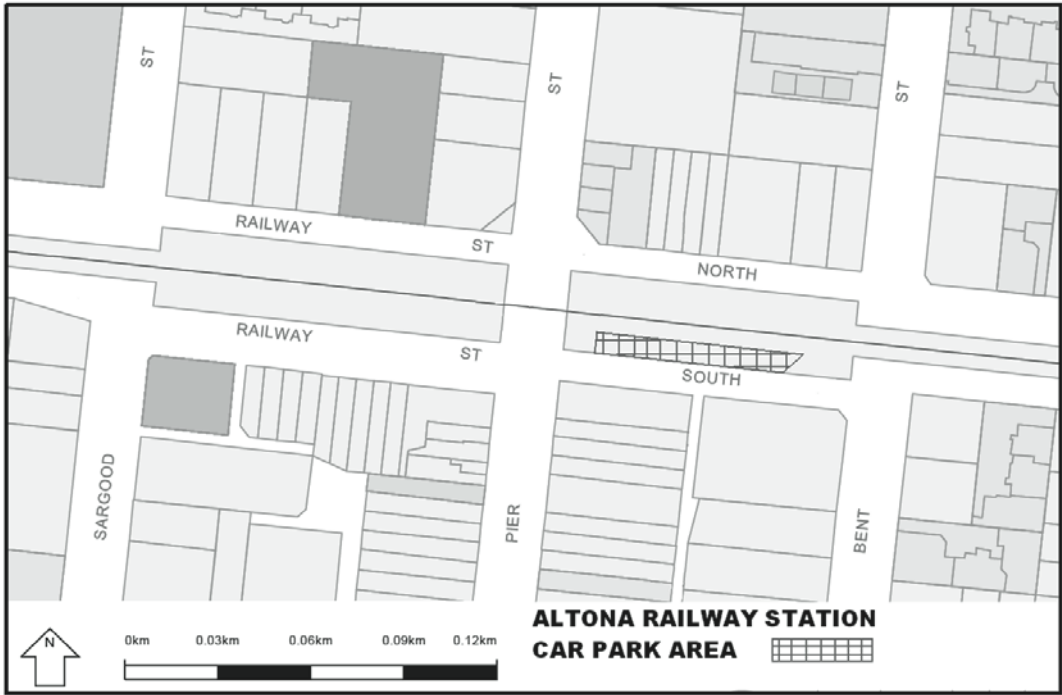 ST
ST
ST
RAILWAY
ST
NORTH
RAILWAY
ST
SOUTH
SARGOOD
PIER
BENT
N
0km 0.03km 0.06km 0.09km 0.12km
ALTONA RAILWAY STATION
CAR PARK AREA